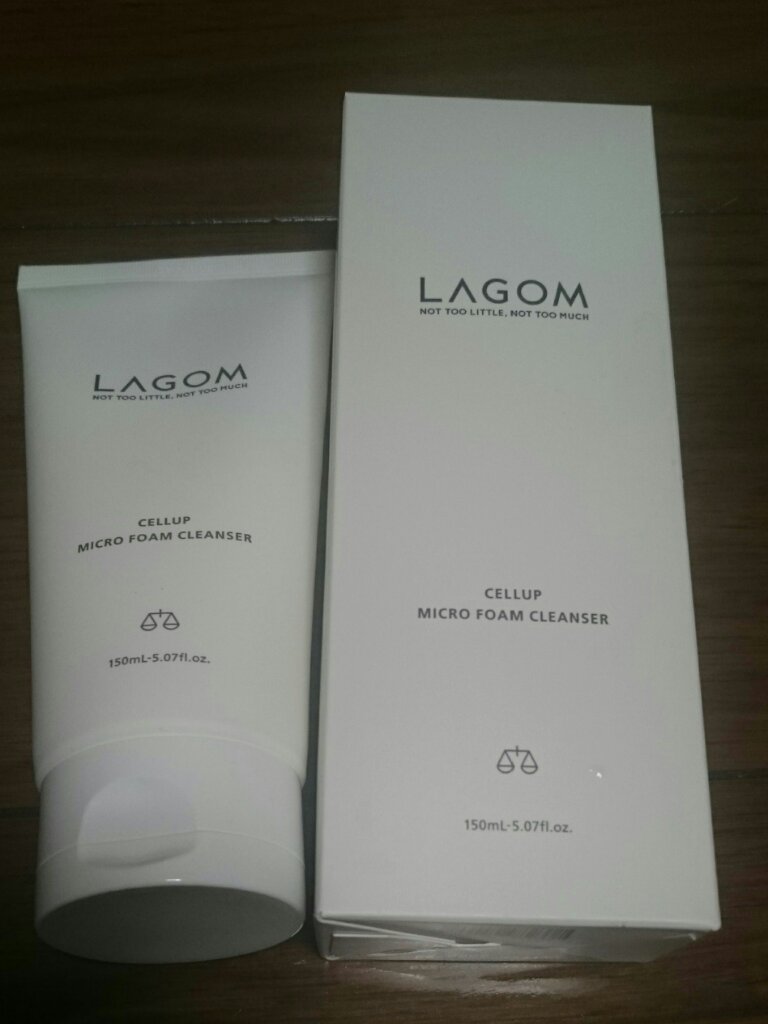 LAGOM
NOT TOO LITTLE, NOT TOO MUCH
CELLUP
MICRO FOAM CLEANSER
150mL-5.07fl.oz.
LAGOM
NOT TOO LITTLE, NOT TOO MUCH
CELLUP
MICRO FOAM CLEANSER
150mL-5.07fl.oz.